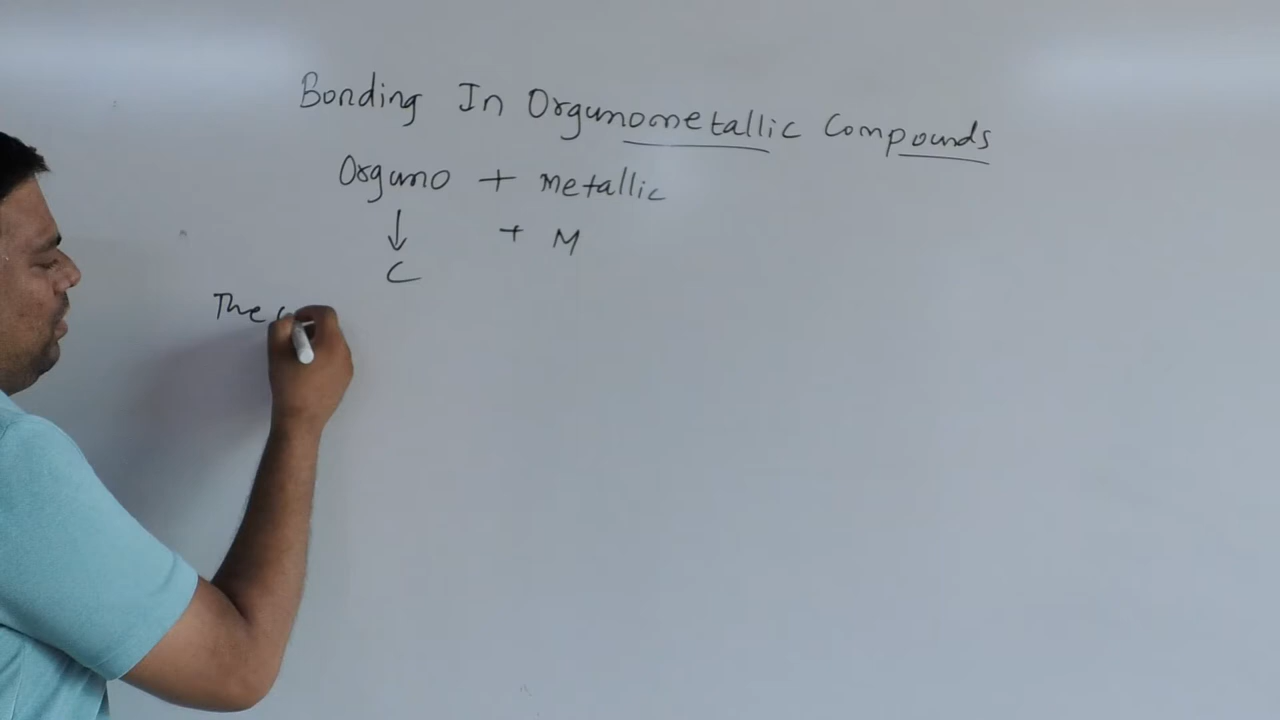 Bonding In Organometallic Compounds
Organo + metallic
↓ + M
C
The